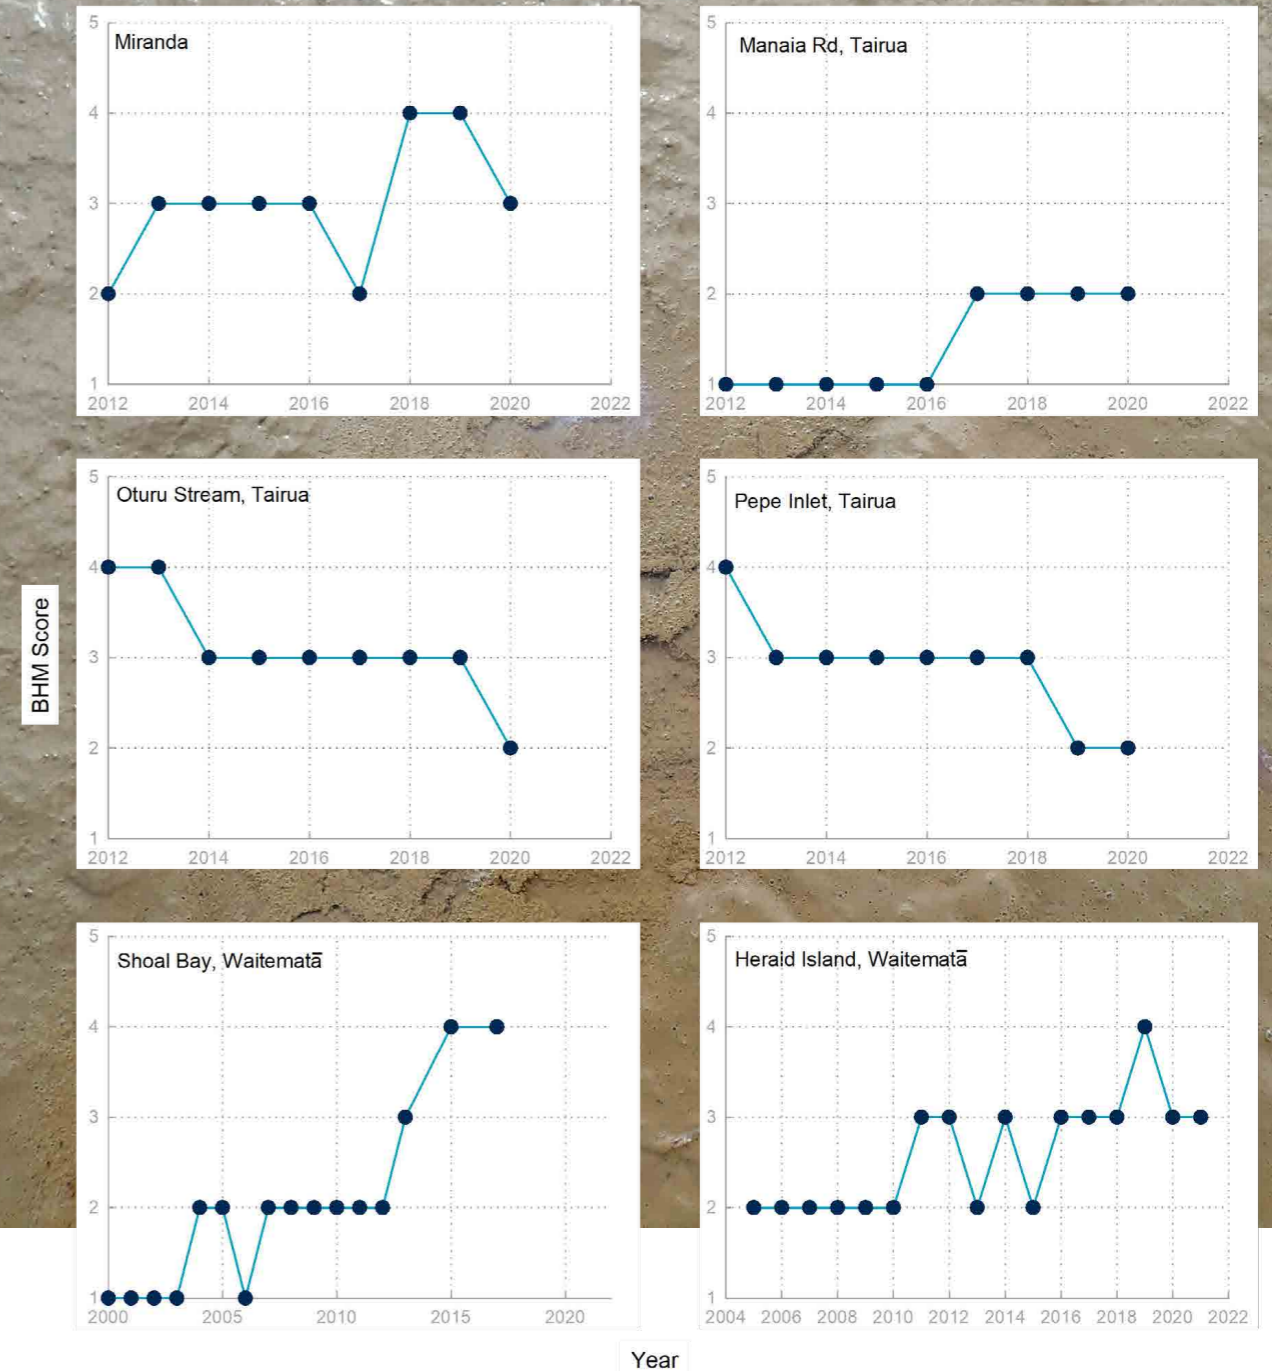 5
Miranda
4
3
2
1
2012 2014 2016 2018 2020 2022
5
Manaia Rd, Tairua
4
3
2
1
2012 2014 2016 2018 2020 2022
5
Oturu Stream, Tairua
4
3
2
1
2012 2014 2016 2018 2020 2022
5
Pepe Inlet, Tairua
4
3
2
1
2012 2014 2016 2018 2020 2022
BHM Score
5
Shoal Bay, Waitematā
4
3
2
1
2000 2005 2010 2015 2020
5
Herald Island, Waitematā
4
3
2
1
2004 2006 2008 2010 2012 2014 2016 2018 2020 2022
Year